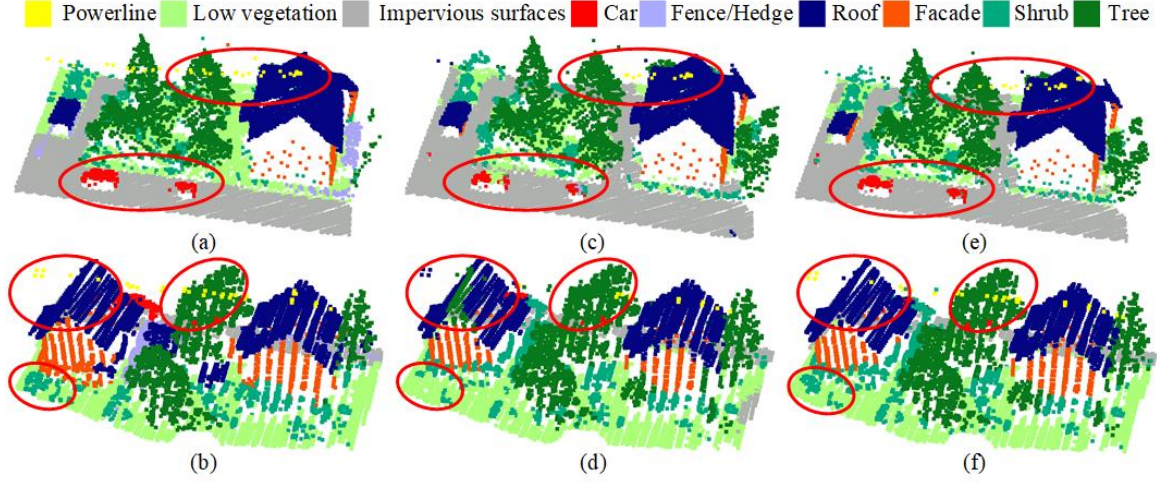 Powerline Low vegetation Impervious surfaces Car Fence/Hedge Roof Facade Shrub Tree
(a) (c) (e)
(b) (d) (f)